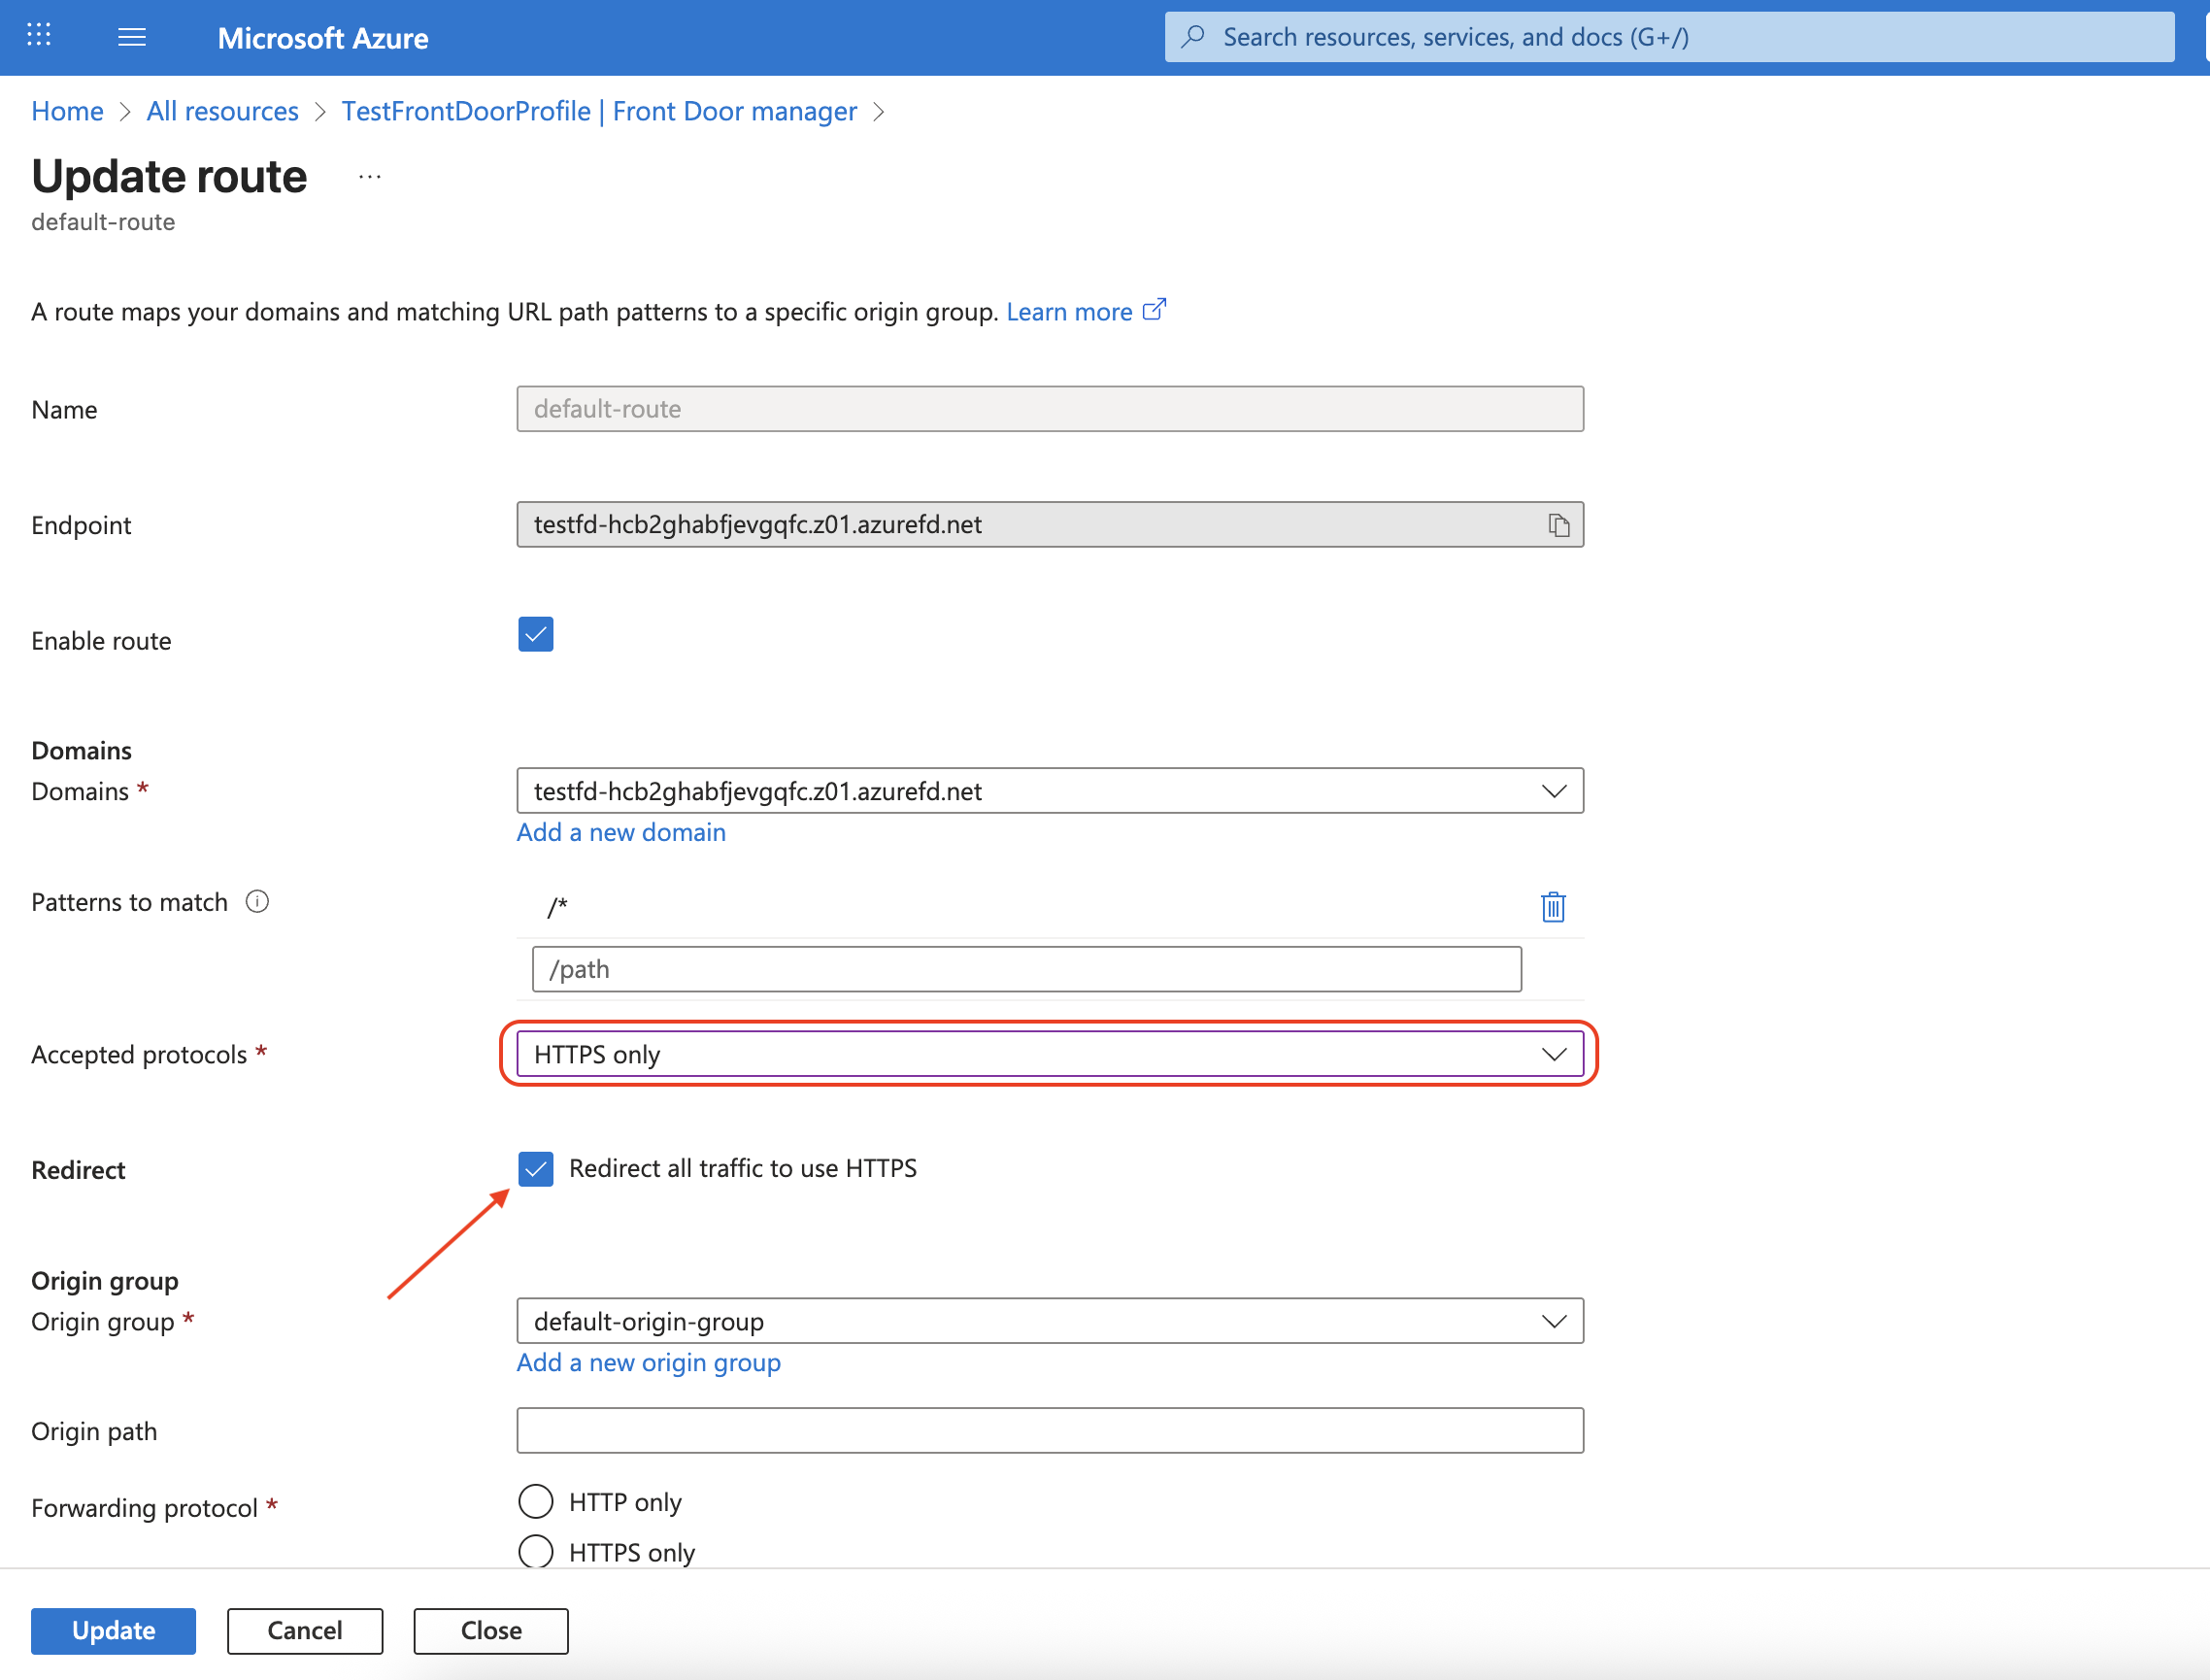 Microsoft Azure
Search resources, services, and docs (G+/)
Home > All resources > TestFrontDoorProfile | Front Door manager >
Update route ...
default-route
A route maps your domains and matching URL path patterns to a specific origin group. Learn more
Name
default-route
Endpoint
testfd-hcb2ghabfjevgqfc.z01.azurefd.net
Enable route
Domains
Domains *
testfd-hcb2ghabfjevgqfc.z01.azurefd.net
Add a new domain
Patterns to match
/*
/path
Accepted protocols *
HTTPS only
Redirect
Redirect all traffic to use HTTPS
Origin group
Origin group *
default-origin-group
Add a new origin group
Origin path
Forwarding protocol *
HTTP only
HTTPS only
Update
Cancel
Close